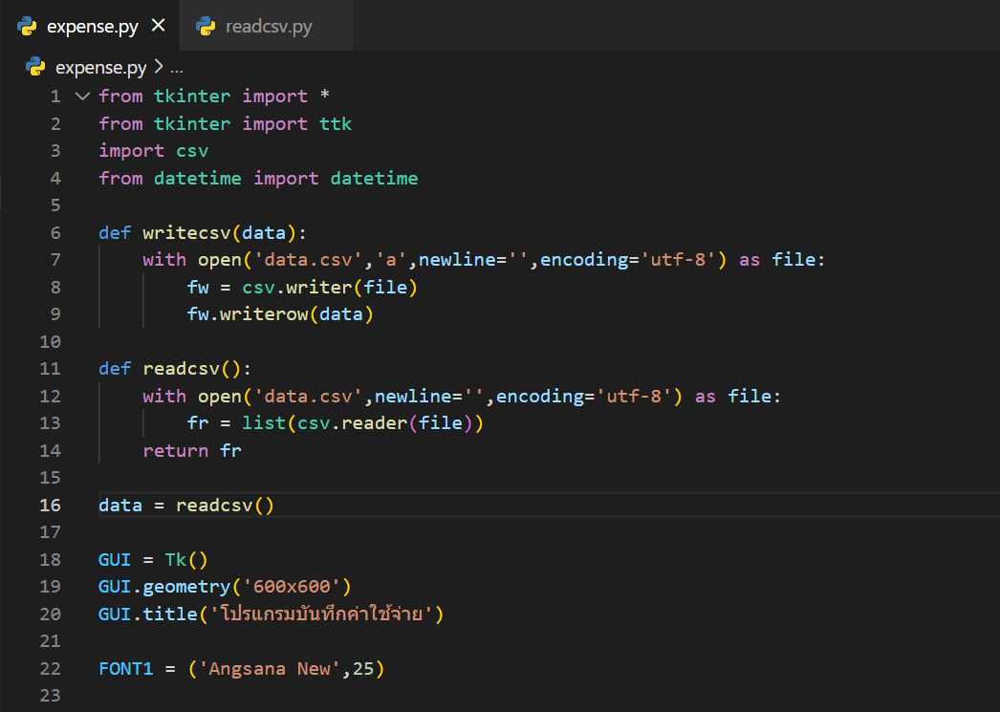 expense.py
readcsv.py
expense.py > ...
1 from tkinter import *
2 from tkinter import ttk
3 import csv
4 from datetime import datetime
5
6 def writecsv(data):
7     with open('data.csv','a',newline='',encoding='utf-8') as file:
8         fw = csv.writer(file)
9         fw.writerow(data)
10
11 def readcsv():
12     with open('data.csv',newline='',encoding='utf-8') as file:
13         fr = list(csv.reader(file))
14     return fr
15
16 data = readcsv()
17
18 GUI = Tk()
19 GUI.geometry('600x600')
20 GUI.title('โปรแกรมบันทึกค่าใช้จ่าย')
21
22 FONT1 = ('Angsana New',25)
23